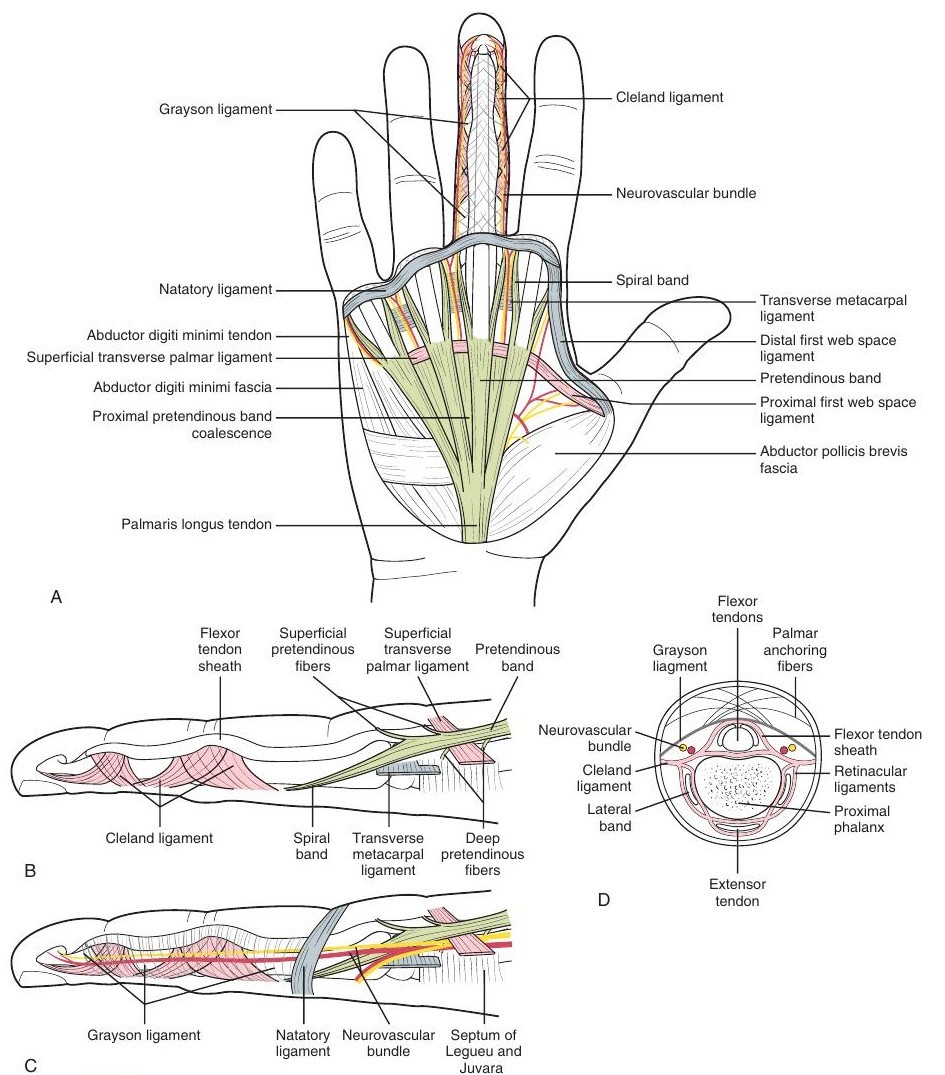 Grayson ligament
Cleland ligament
Neurovascular bundle
Natatory ligament
Spiral band
Transverse metacarpal
ligament
Abductor digiti minimi tendon
Distal first web space
ligament
Superficial transverse palmar ligament
Pretendinous band
Abductor digiti minimi fascia
Proximal first web space
ligament
Proximal pretendinous band
coalescence
Abductor pollicis brevis
fascia
Palmaris longus tendon
A
Flexor
tendon
sheath
Superficial
pretendinous
fibers
Superficial
transverse
palmar ligament
Pretendinous
band
Cleland ligament
Spiral
band
Transverse
metacarpal
ligament
Deep
pretendinous
fibers
B
Flexor
tendons
Grayson
liagment
Palmar
anchoring
fibers
Neurovascular
bundle
Flexor tendon
sheath
Cleland
ligament
Retinacular
ligaments
Lateral
band
Proximal
phalanx
Extensor
tendon
D
Grayson ligament
Natatory
ligament
Neurovascular
bundle
Septum of
Legueu and
Juvara
C